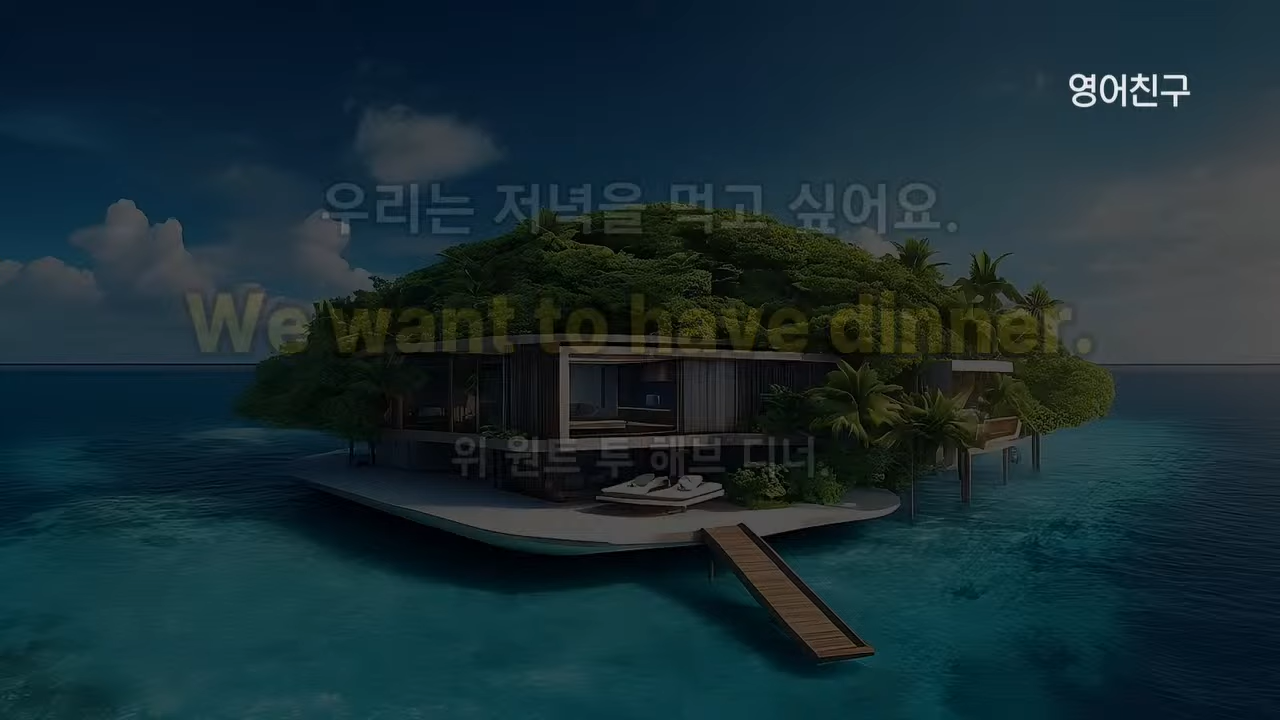 영어친구
우리는 저녁을 먹고 싶어요.
We want to have dinner.
위 원트 투 해브 디너